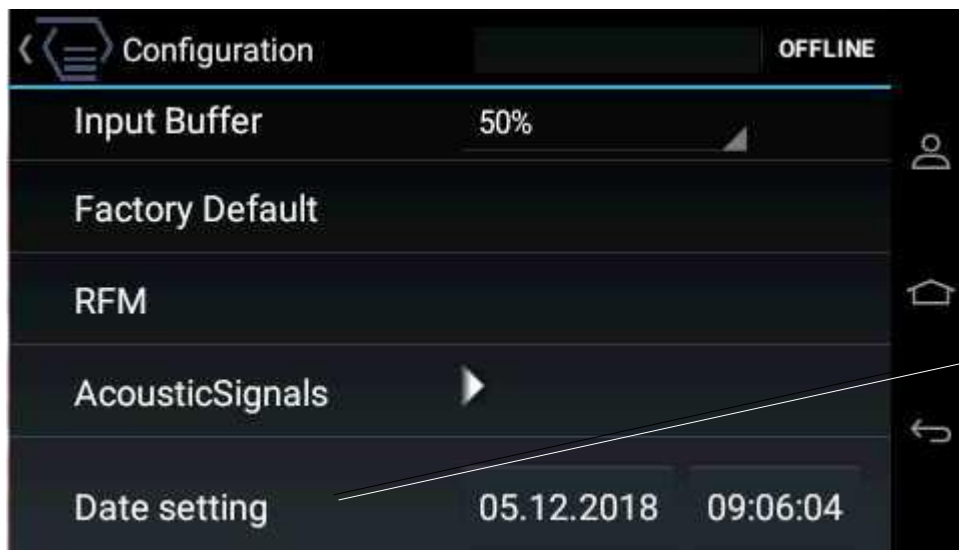 Configuration OFFLINE
Input Buffer 50%
Factory Default
RFM
AcousticSignals
Date setting 05.12.2018 09:06:04